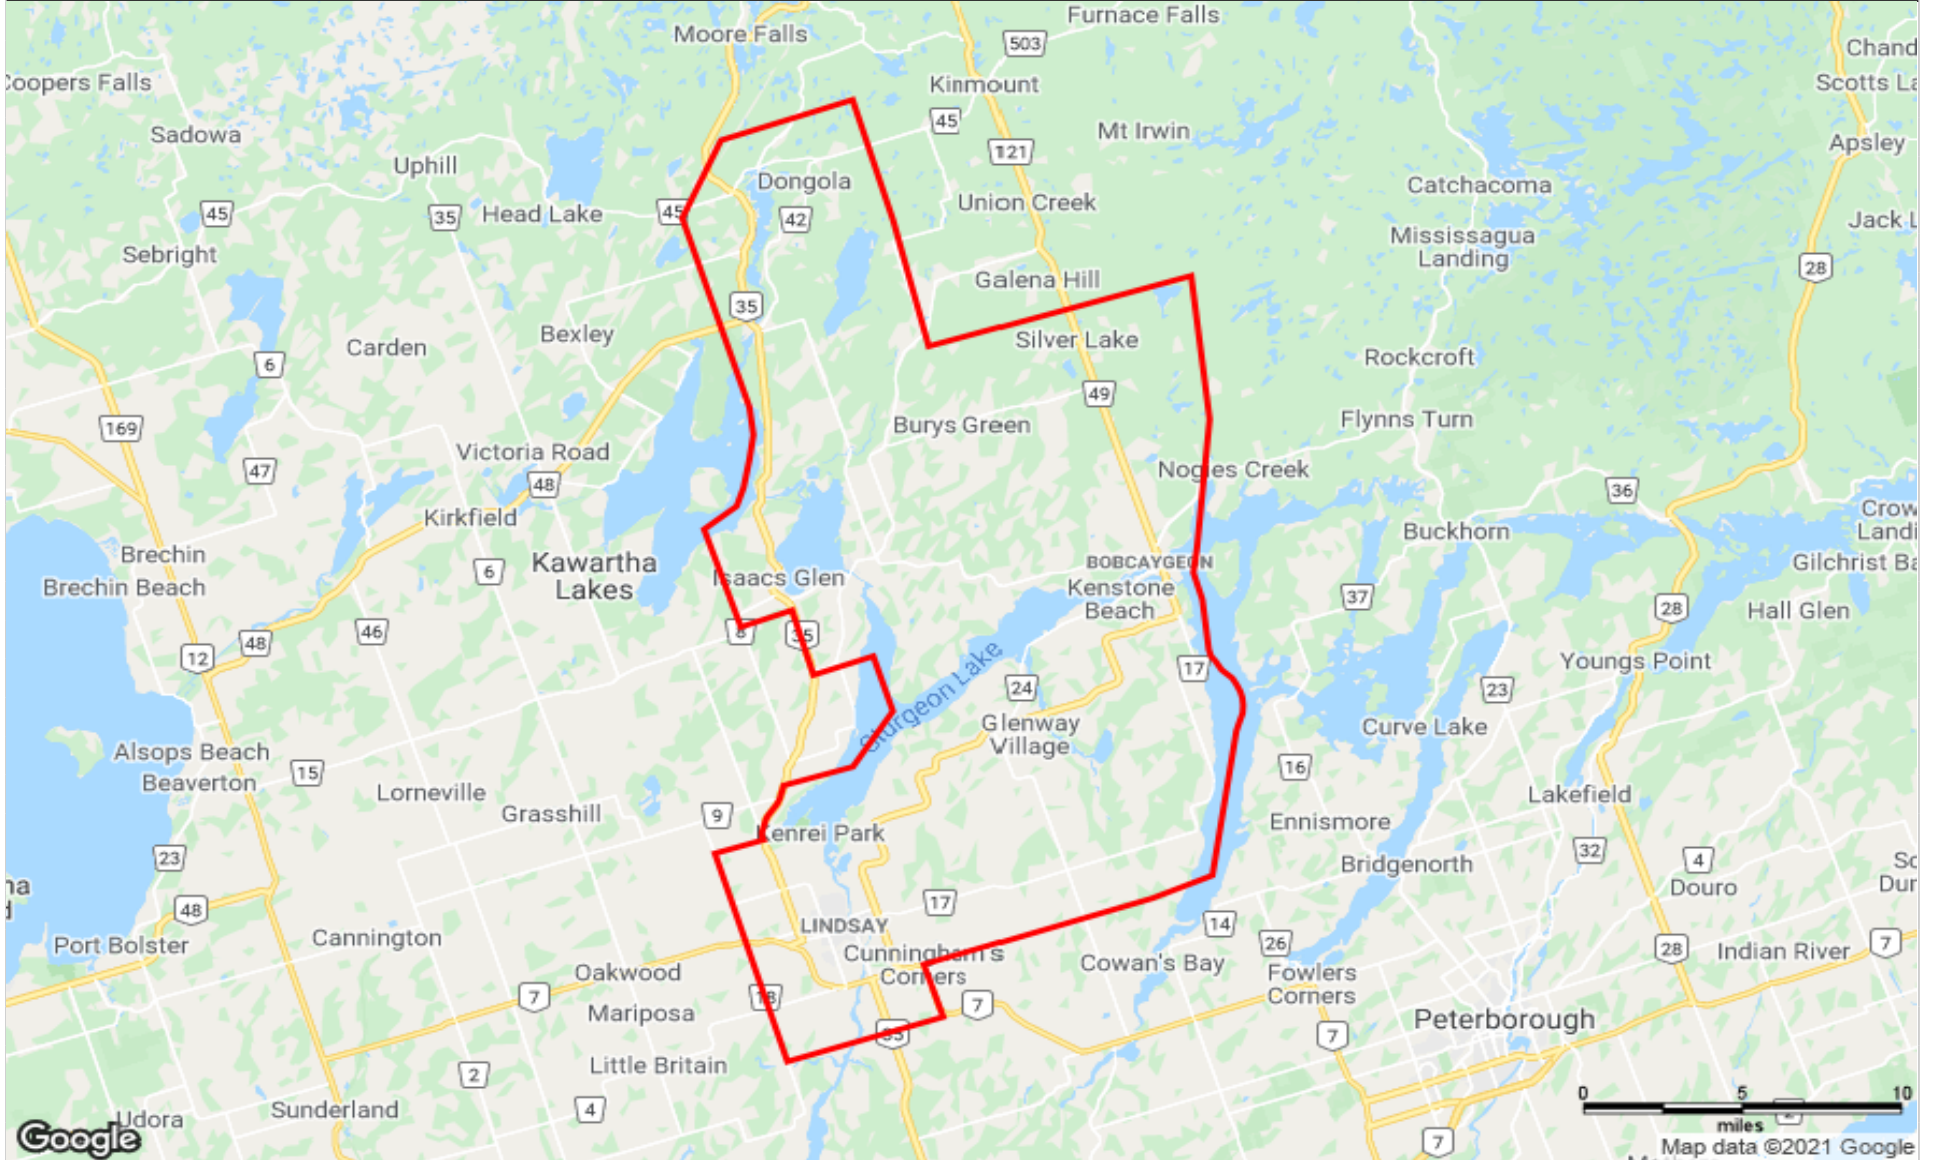 Furnace Falls
Moore Falls
503
Chand
Coopers Falls
Kinmount
Scotts La
45
Sadowa
Mt Irwin
Apsley
121
Uphill
Dongola
Catchacoma
45
35
Head Lake
45
42
Union Creek
Jack L
Mississagua
Landing
Sebright
28
Galena Hill
35
Bexley
Silver Lake
Carden
6
Rockcroft
49
169
Burys Green
Flynns Turn
Victoria Road
47
48
Nogies Creek
36
Kirkfield
Crow
Landi
Buckhorn
Brechin
Kawartha
Lakes
BOBCAYGEON
Gilchrist Ba
6
Isaacs Glen
Brechin Beach
Kenstone
Beach
37
28
Hall Glen
46
8
35
48
12
Sturgeon Lake
17
Youngs Point
24
23
Glenway
Village
Curve Lake
Alsops Beach
15
16
Beaverton
Lorneville
Lakefield
Grasshill
9
Kenrei Park
Ennismore
23
32
4
Bridgenorth
Douro
So
Dur
na
48
17
LINDSAY
14
Cannington
Port Bolster
26
28
Indian River
7
Cunningham's
Corners
Cowan's Bay
Oakwood
Fowlers
Corners
7
18
7
Mariposa
Peterborough
35
7
Little Britain
2
0 5 10
miles
Sunderland
4
2
Udora
7
Google
Map data ©2021 Google